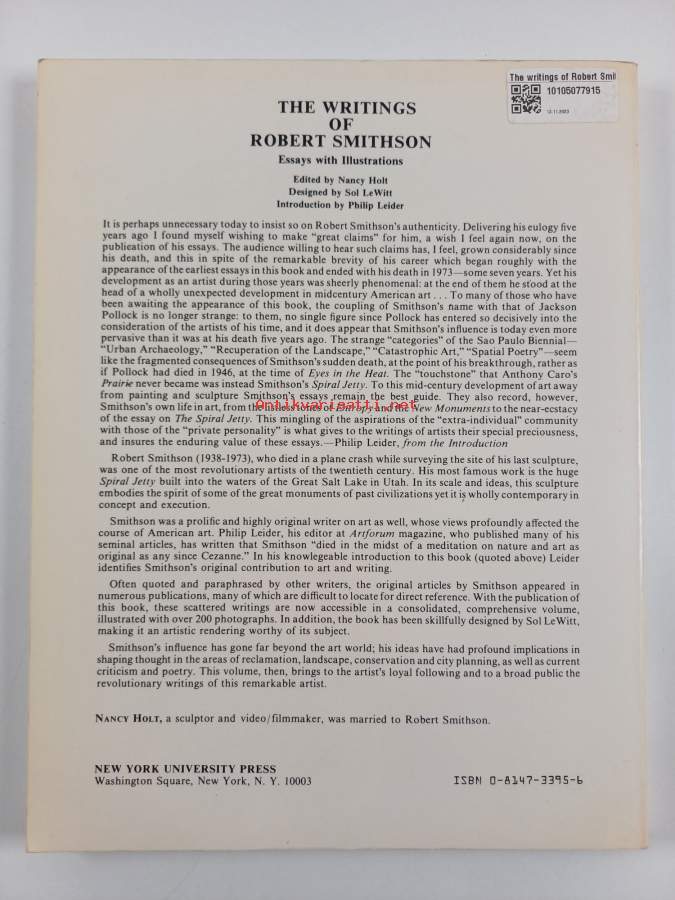 The writings of Robert Smi
10105077915
12.11.2023
THE WRITINGS
OF
ROBERT SMITHSON
Essays with Illustrations
Edited by Nancy Holt
Designed by Sol LeWitt
Introduction by Philip Leider
It is perhaps unnecessary today to insist so on Robert Smithson's authenticity. Delivering his eulogy five
years ago I found myself wishing to make “great claims” for him, a wish I feel again now, on the
publication of his essays. The audience willing to hear such claims has, I feel, grown considerably since
his death, and this in spite of the remarkable brevity of his career which began roughly with the
appearance of the earliest essays in this book and ended with his death in 1973—some seven years. Yet his
development as an artist during those years was sheerly phenomenal: at the end of them he stood at the
head of a wholly unexpected development in midcentury American art . . . To many of those who have
been awaiting the appearance of this book, the coupling of Smithson's name with that of Jackson
Pollock is no longer strange: to them, no single figure since Pollock has entered so decisively into the
consideration of the artists of his time, and it does appear that Smithson's influence is today even more
pervasive than it was at his death five years ago. The strange “categories” of the Sao Paulo Biennial—
“Urban Archaeology,” “Recuperation of the Landscape,” “Catastrophic Art,” “Spatial Poetry”—seem
like the fragmented consequences of Smithson's sudden death, at the point of his breakthrough, rather as
if Pollock had died in 1946, at the time of Eyes in the Heat. The “touchstone” that Anthony Caro's
Prairie never became was instead Smithson's Spiral Jetty. To this mid-century development of art away
from painting and sculpture Smithson's essays remain the best guide. They also record, however,
Antikvariaatti.net
Smithson's own life in art, from the listless tones of Entropy and the New Monuments to the near-ecstacy
of the essay on The Spiral Jetty. This mingling of the aspirations of the “extra-individual” community
with those of the “private personality” is what gives to the writings of artists their special preciousness,
and insures the enduring value of these essays.—Philip Leider, from the Introduction
Robert Smithson (1938-1973), who died in a plane crash while surveying the site of his last sculpture,
was one of the most revolutionary artists of the twentieth century. His most famous work is the huge
Spiral Jetty built into the waters of the Great Salt Lake in Utah. In its scale and ideas, this sculpture
embodies the spirit of some of the great monuments of past civilizations yet it is wholly contemporary in
concept and execution.
Smithson was a prolific and highly original writer on art as well, whose views profoundly affected the
course of American art. Philip Leider, his editor at Artforum magazine, who published many of his
seminal articles, has written that Smithson “died in the midst of a meditation on nature and art as
original as any since Cezanne.” In his knowlegeable introduction to this book (quoted above) Leider
identifies Smithson's original contribution to art and writing.
Often quoted and paraphrased by other writers, the original articles by Smithson appeared in
numerous publications, many of which are difficult to locate for direct reference. With the publication of
this book, these scattered writings are now accessible in a consolidated, comprehensive volume,
illustrated with over 200 photographs. In addition, the book has been skillfully designed by Sol LeWitt,
making it an artistic rendering worthy of its subject.
Smithson's influence has gone far beyond the art world; his ideas have had profound implications in
shaping thought in the areas of reclamation, landscape, conservation and city planning, as well as current
criticism and poetry. This volume, then, brings to the artist's loyal following and to a broad public the
revolutionary writings of this remarkable artist.
NANCY HOLT, a sculptor and video/filmmaker, was married to Robert Smithson.
NEW YORK UNIVERSITY PRESS
Washington Square, New York, N. Y. 10003
ISBN 0-8147-3395-6